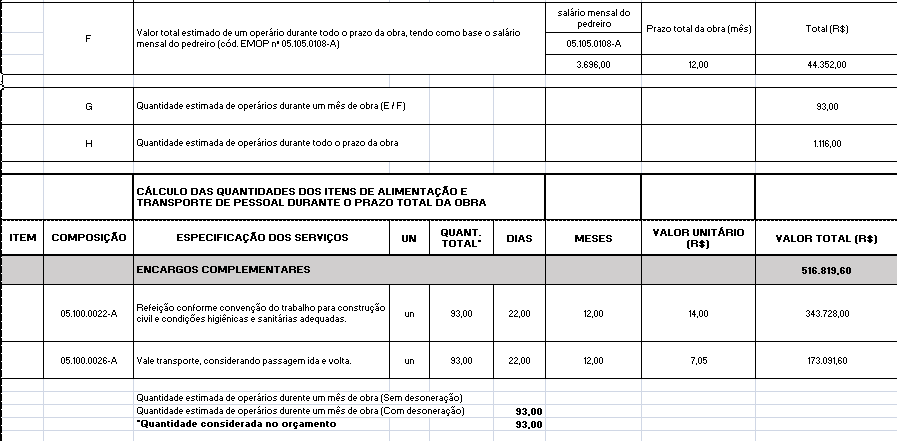 salário mensal do pedreiro
Prazo total da obra (mês)
Total (R$)
F
Valor total estimado de um operário durante todo o prazo da obra, tendo como base o salário
mensal do pedreiro (cód. EMOP nº 05.105.0108-A)
05.105.0108-A
3.696,00 12,00 44.352,00
G Quantidade estimada de operários durante um mês de obra (E / F) 93,00
H Quantidade estimada de operários durante todo o prazo da obra 1.116,00
CÁLCULO DAS QUANTIDADES DOS ITENS DE ALIMENTAÇÃO E
TRANSPORTE DE PESSOAL DURANTE O PRAZO TOTAL DA OBRA
ITEM COMPOSIÇÃO ESPECIFICAÇÃO DOS SERVIÇOS UN QUANT. TOTAL* DIAS MESES VALOR UNITÁRIO (R$) VALOR TOTAL (R$)
ENCARGOS COMPLEMENTARES 516.819,60
05.100.0022-A Refeição conforme convenção do trabalho para construção
civil e condições higiênicas e sanitárias adequadas. un 93,00 22,00 12,00 14,00 343.728,00
05.100.0026-A Vale transporte, considerando passagem ida e volta. un 93,00 22,00 12,00 7,05 173.091,60
Quantidade estimada de operários durente um mês de obra (Sem desoneração)
Quantidade estimada de operários durente um mês de obra (Com desoneração) 93,00
*Quantidade considerada no orçamento 93,00